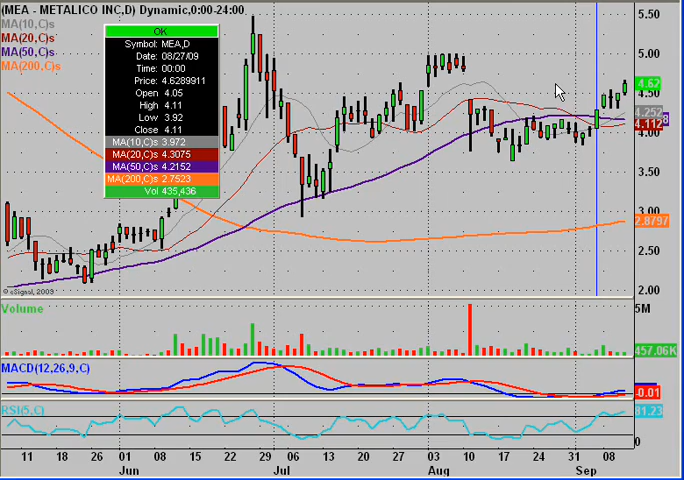 (MEA - METALICO INC,D) Dynamic,0:00-24:00
MA(10,C)s
MA(20,C)s
MA(50,C)s
MA(200,C)s
OK
Symbol: MEA,D
Date: 08/27/09
Time: 00:00
Price: 4.6289911
Open 4.05
High 4.11
Low 3.92
Close 4.11
MA(10,C)s 3.972
MA(20,C)s 4.3075
MA(50,C)s 4.2152
MA(200,C)s 2.7523
Vol 435,436
5.50
5.00
4.62
4.50
4.252
4.112
4.00
3.50
3.00
2.8797
2.50
2.00
© eSignal, 2009
Volume
5M
457.06K
MACD(12,26,9,C)
-0.01
RSI(5,C)
81.23
0
11 18 26 01 08 15 22 29 06 13 20 27 03 10 17 24 31 08
Jun Jul Aug Sep